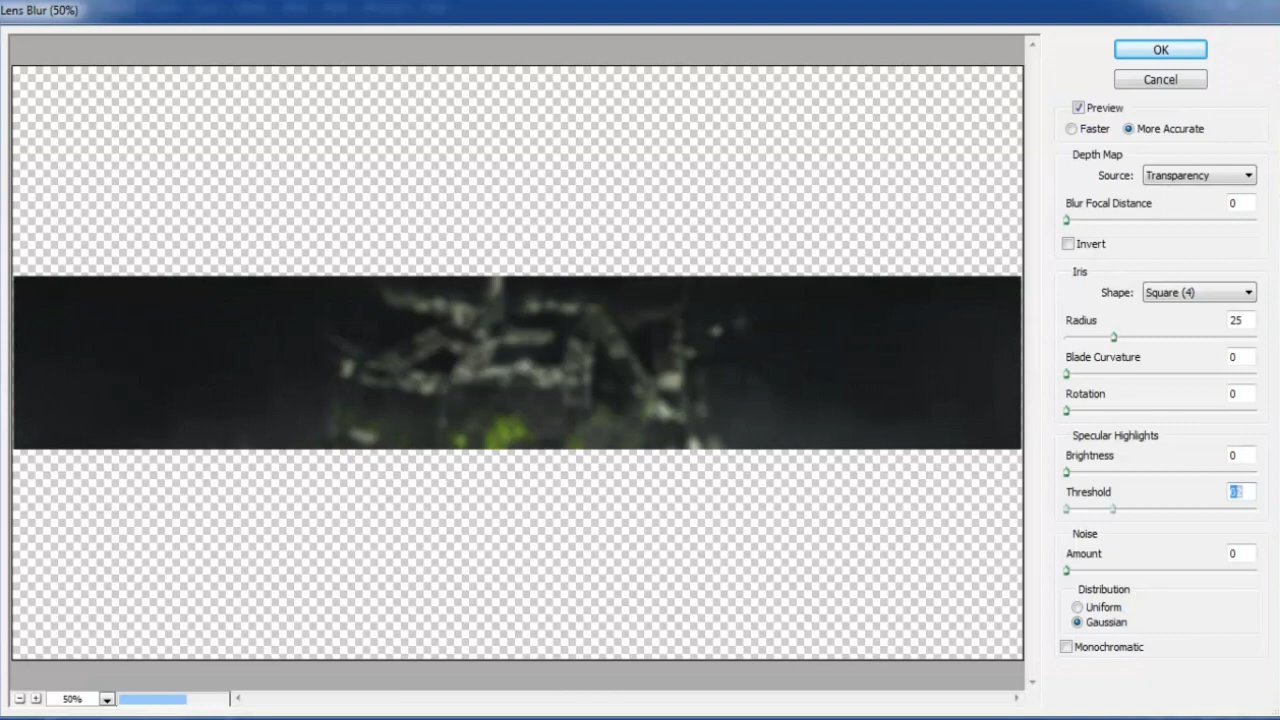 Lens Blur (50%)
OK
Cancel
Preview
Faster More Accurate
Depth Map
Source: Transparency
Blur Focal Distance 0
Invert
Iris
Shape: Square (4)
Radius 25
Blade Curvature 0
Rotation 0
Specular Highlights
Brightness 0
Threshold
Noise
Amount 0
Distribution
Uniform
Gaussian
Monochromatic
50%